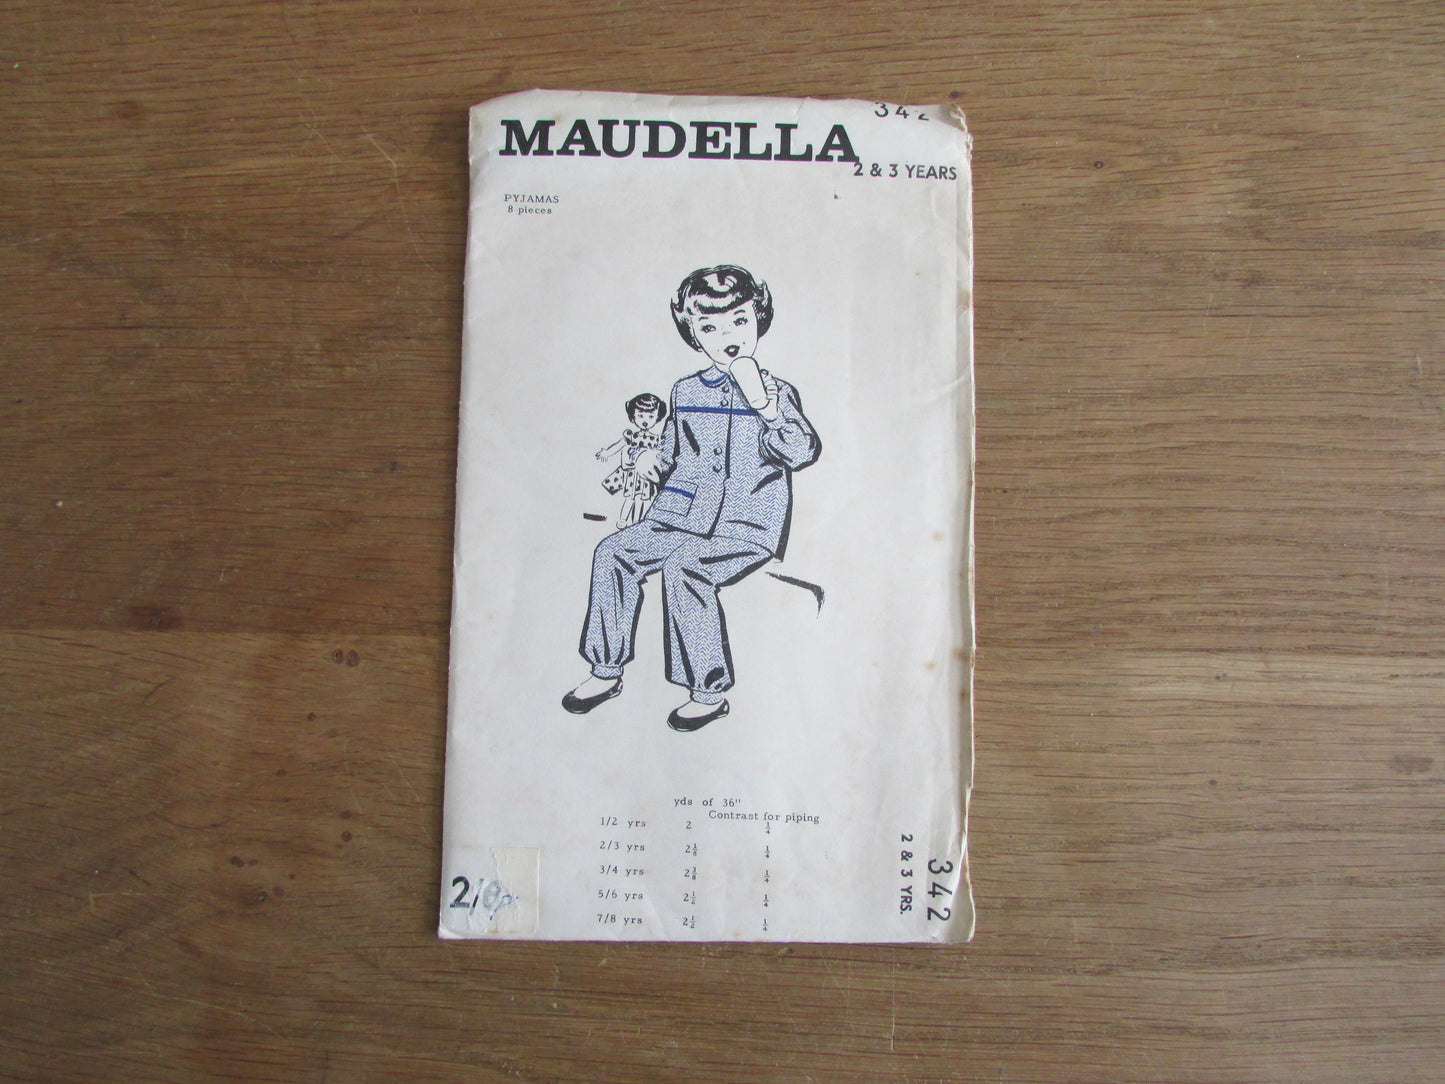 342
MAUDELLA
2 & 3 YEARS
PYJAMAS
8 pieces
yds of 36"
Contrast for piping
1/2 yrs 2 ¼
2/3 yrs 2⅛ ¼
3/4 yrs 2⅜ ¼
5/6 yrs 2½ ¼
7/8 yrs 2½ ¼
2/
342
2 & 3 YRS.